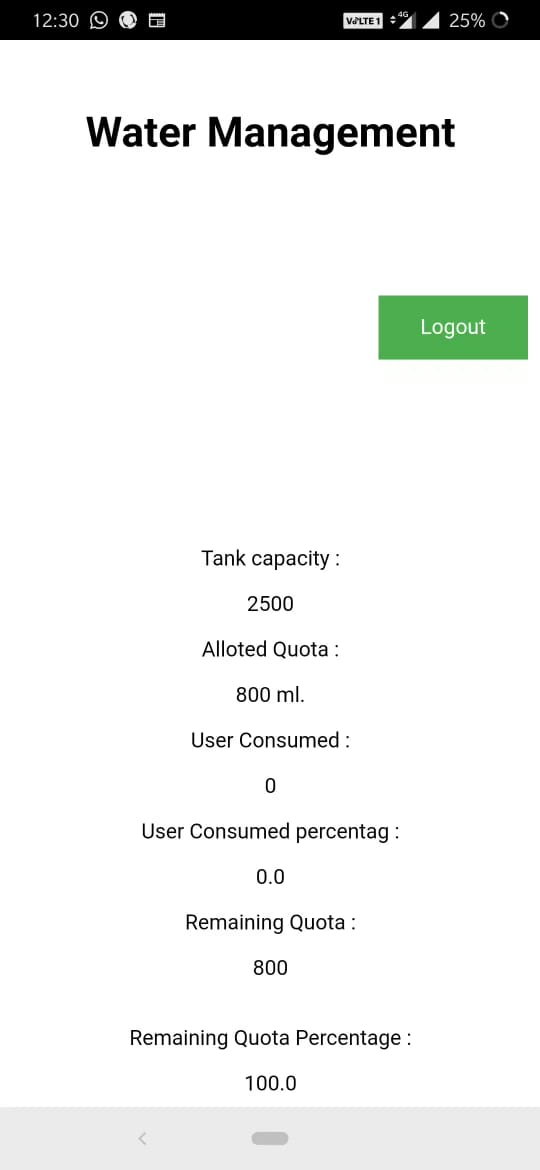 12:30 VoLTE 1 4G 25%
Water Management
Logout
Tank capacity :
2500
Alloted Quota :
800 ml.
User Consumed :
0
User Consumed percentag :
0.0
Remaining Quota :
800
Remaining Quota Percentage :
100.0